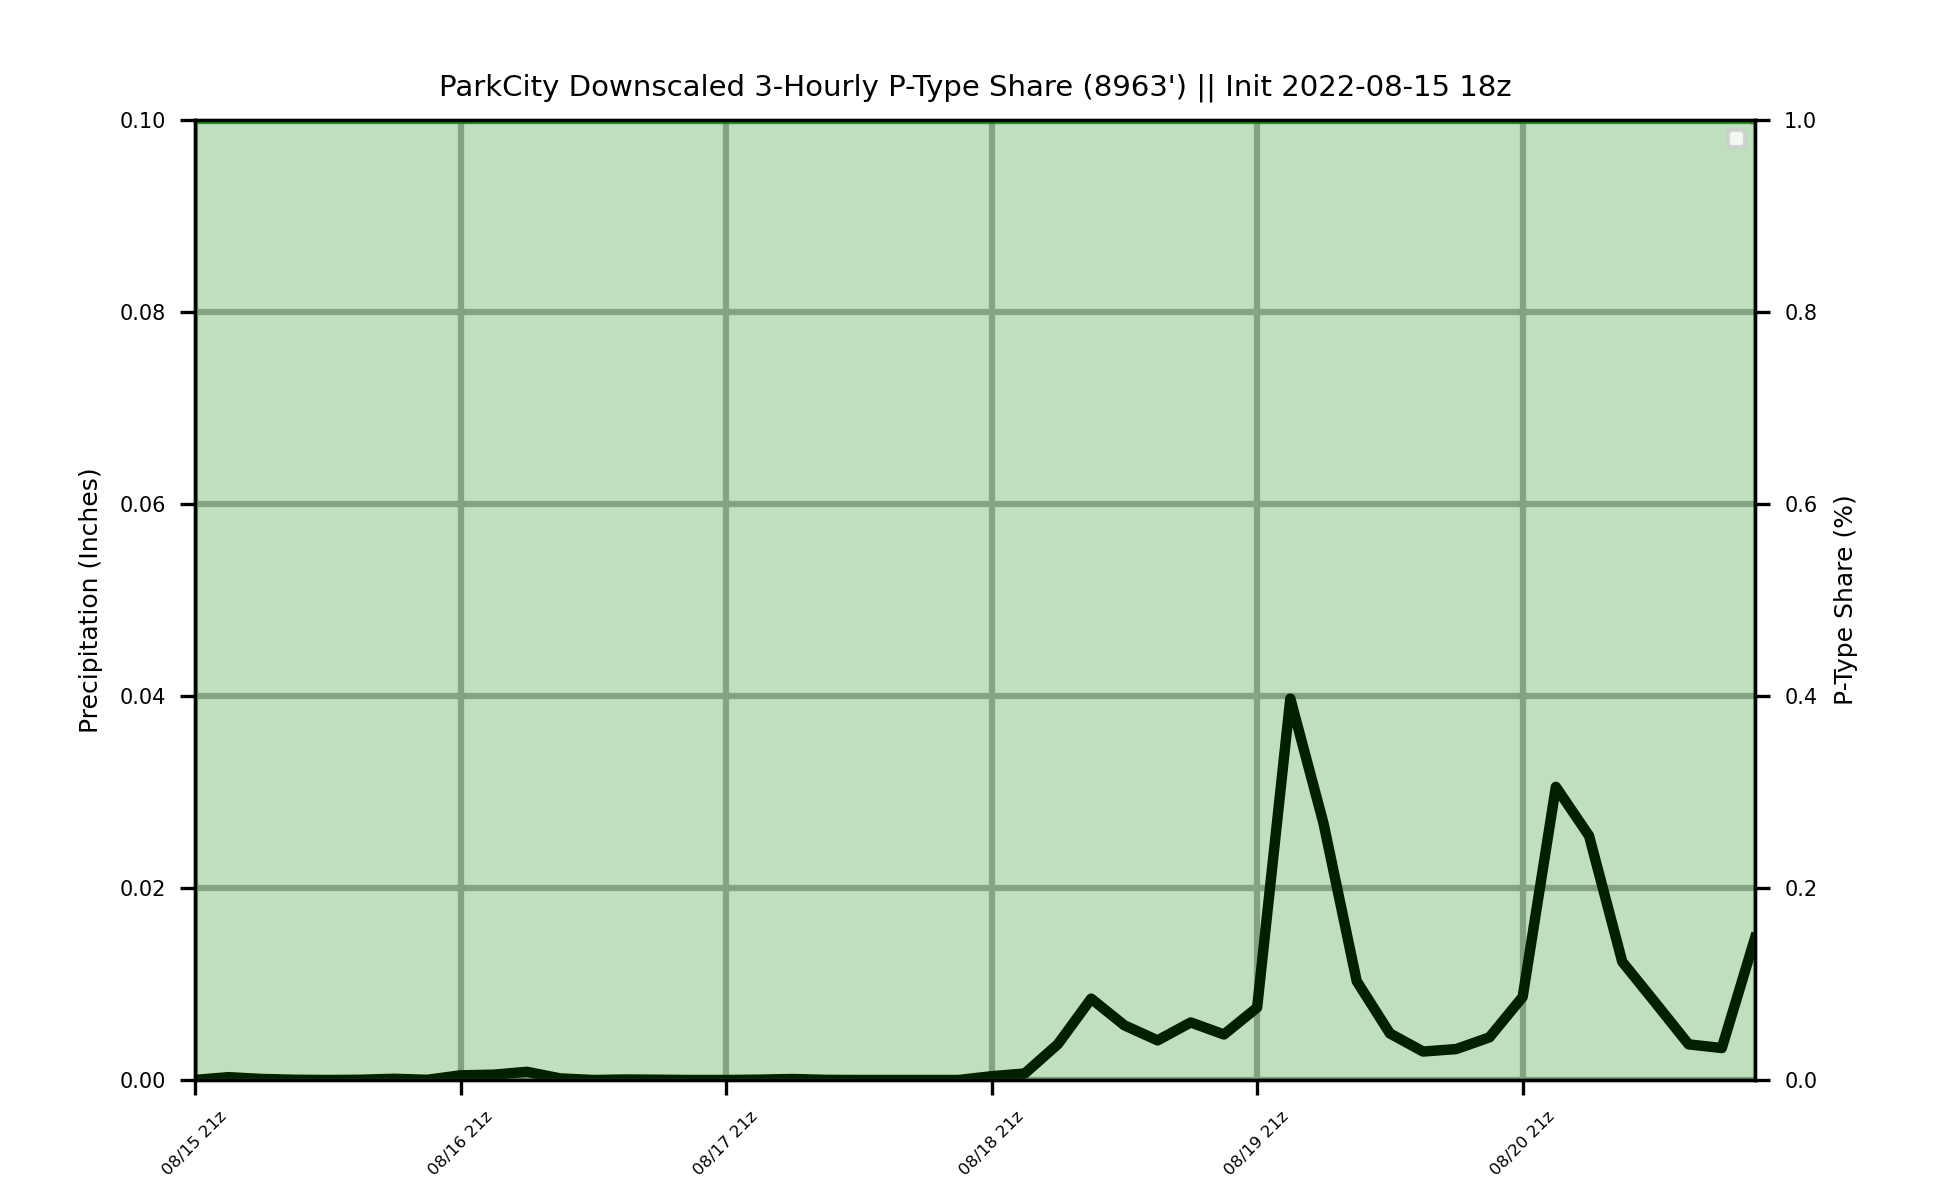 ParkCity Downscaled 3-Hourly P-Type Share (8963') || Init 2022-08-15 18z
Precipitation (Inches)
0.10
0.08
0.06
0.04
0.02
0.00
1.0
0.8
0.6
0.4
0.2
0.0
P-Type Share (%)
08/15 21z
08/16 21z
08/17 21z
08/18 21z
08/19 21z
08/20 21z